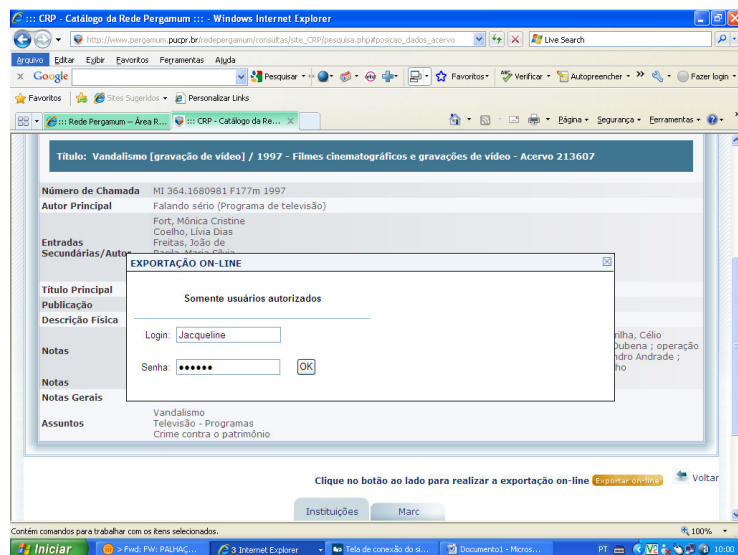 ::: CRP - Catálogo da Rede Pergamum ::: - Windows Internet Explorer
http://www.pergamum.pucpr.br/redepergamum/consultas/site_CRP/pesquisa.php#posicao_dados_acervo
Live Search
Arquivo Editar Exibir Favoritos Ferramentas Ajuda
x Google Pesquisar Favoritos Verificar Autopreencher Fazer login
Favoritos Sites Sugeridos Personalizar Links
::: Rede Pergamum -- Área R... ::: CRP - Catálogo da Re... X Página Segurança Ferramentas
Título: Vandalismo [gravação de vídeo] / 1997 - Filmes cinematográficos e gravações de vídeo - Acervo 213607
Número de Chamada MI 364.1680981 F177m 1997
Autor Principal Falando sério (Programa de televisão)
Fort, Mônica Cristine
Coelho, Lívia Dias
Entradas Freitas, João de
Secundárias/Autor
EXPORTAÇÃO ON-LINE
Título Principal
Somente usuários autorizados
Publicação
Descrição Física
Login: Jacqueline
rilha, Célio
Dubena ; operação
Notas
ndro Andrade ;
Senha: •••••• OK
ho
Notas
Notas Gerais
Vandalismo
Assuntos Televisão - Programas
Crime contra o patrimônio
Clique no botão ao lado para realizar a exportação on-line Exportar on-line Voltar
Instituições Marc
Contém comandos para trabalhar com os itens selecionados. 100%
Iniciar > Fwd: FW: PALHAÇ... 3 Internet Explorer Tela de conexão do si... Documento1 - Micros... PT 10:00